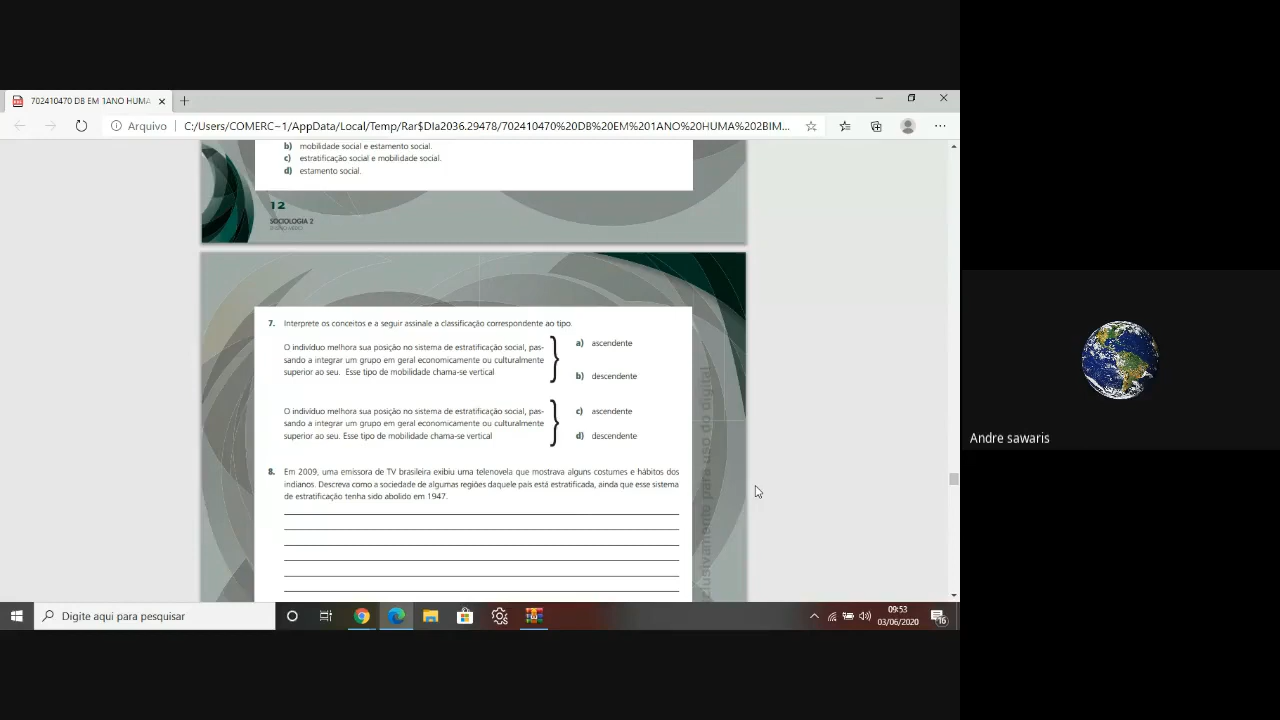 702410470 DB EM 1ANO HUMA
Arquivo
C:/Users/COMERC~1/AppData/Local/Temp/Rar$DIa2036.29478/702410470%20DB%20EM%201ANO%20HUMA%202BIM...
b) mobilidade social e estamento social.
c) estratificação social e mobilidade social.
d) estamento social.
12
SOCIOLOGIA 2
7. Interprete os conceitos e a seguir assinale a classificação correspondente ao tipo.
O indivíduo melhora sua posição no sistema de estratificação social, pas-
sando a integrar um grupo em geral economicamente ou culturalmente
superior ao seu. Esse tipo de mobilidade chama-se vertical
a) ascendente
b) descendente
O indivíduo melhora sua posição no sistema de estratificação social, pas-
sando a integrar um grupo em geral economicamente ou culturalmente
superior ao seu. Esse tipo de mobilidade chama-se vertical
c) ascendente
d) descendente
8. Em 2009, uma emissora de TV brasileira exibiu uma telenovela que mostrava alguns costumes e hábitos dos
indianos. Descreva como a sociedade de algumas regiões daquele país está estratificada, ainda que esse sistema
de estratificação tenha sido abolido em 1947.
clusivamente para uso do digital
Andre sawaris
Digite aqui para pesquisar
09:53
03/06/2020
16